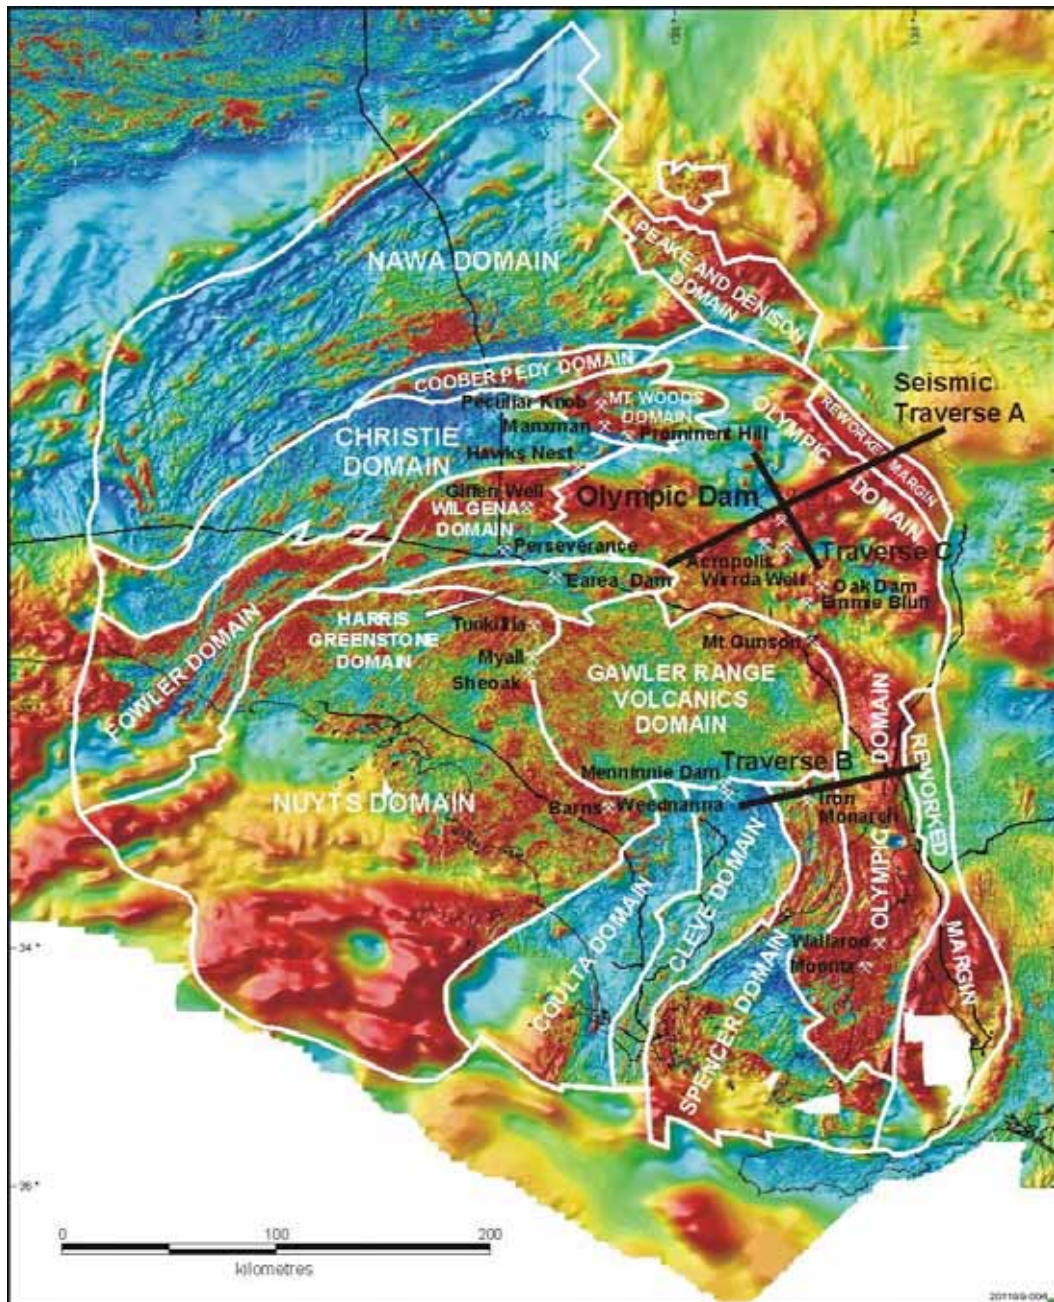 NAWA DOMAIN
PEAKE AND DENISON
DOMAIN
COOBER PEDY DOMAIN
Peculiar Knob
MT WOODS
DOMAIN
Manxman
Prominent Hill
CHRISTIE
DOMAIN
Hawks Nest
OLYMPIC
DOMAIN
REWORKED MARGIN
Seismic
Traverse A
WILGENA
DOMAIN
Olympic Dam
Perseverance
Traverse C
Acropolis
Wirrda Well
Earea Dam
Oak Dam
Emmie Bluff
FOWLER DOMAIN
HARRIS
GREENSTONE
DOMAIN
Tunkillia
Mt.Gunson
Myall
Sheoak
GAWLER RANGE
VOLCANICS
DOMAIN
OLYMPIC DOMAIN
REWORKED
MARGIN
Menninnie Dam
Traverse B
NUYTS DOMAIN
Barns
Weednanna
Iron
Monarch
COULTA DOMAIN
CLEVE DOMAIN
SPENCER DOMAIN
Wallaroo
Moonta
34°
36°
0 100 200
kilometres